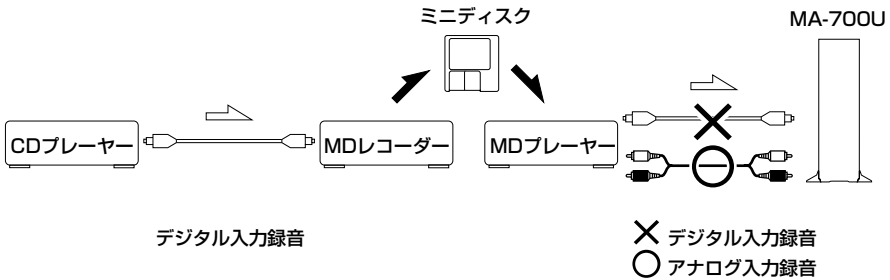 ミニディスク
MA-700U
CDプレーヤー
MDレコーダー
MDプレーヤー
デジタル入力録音
デジタル入力録音
アナログ入力録音